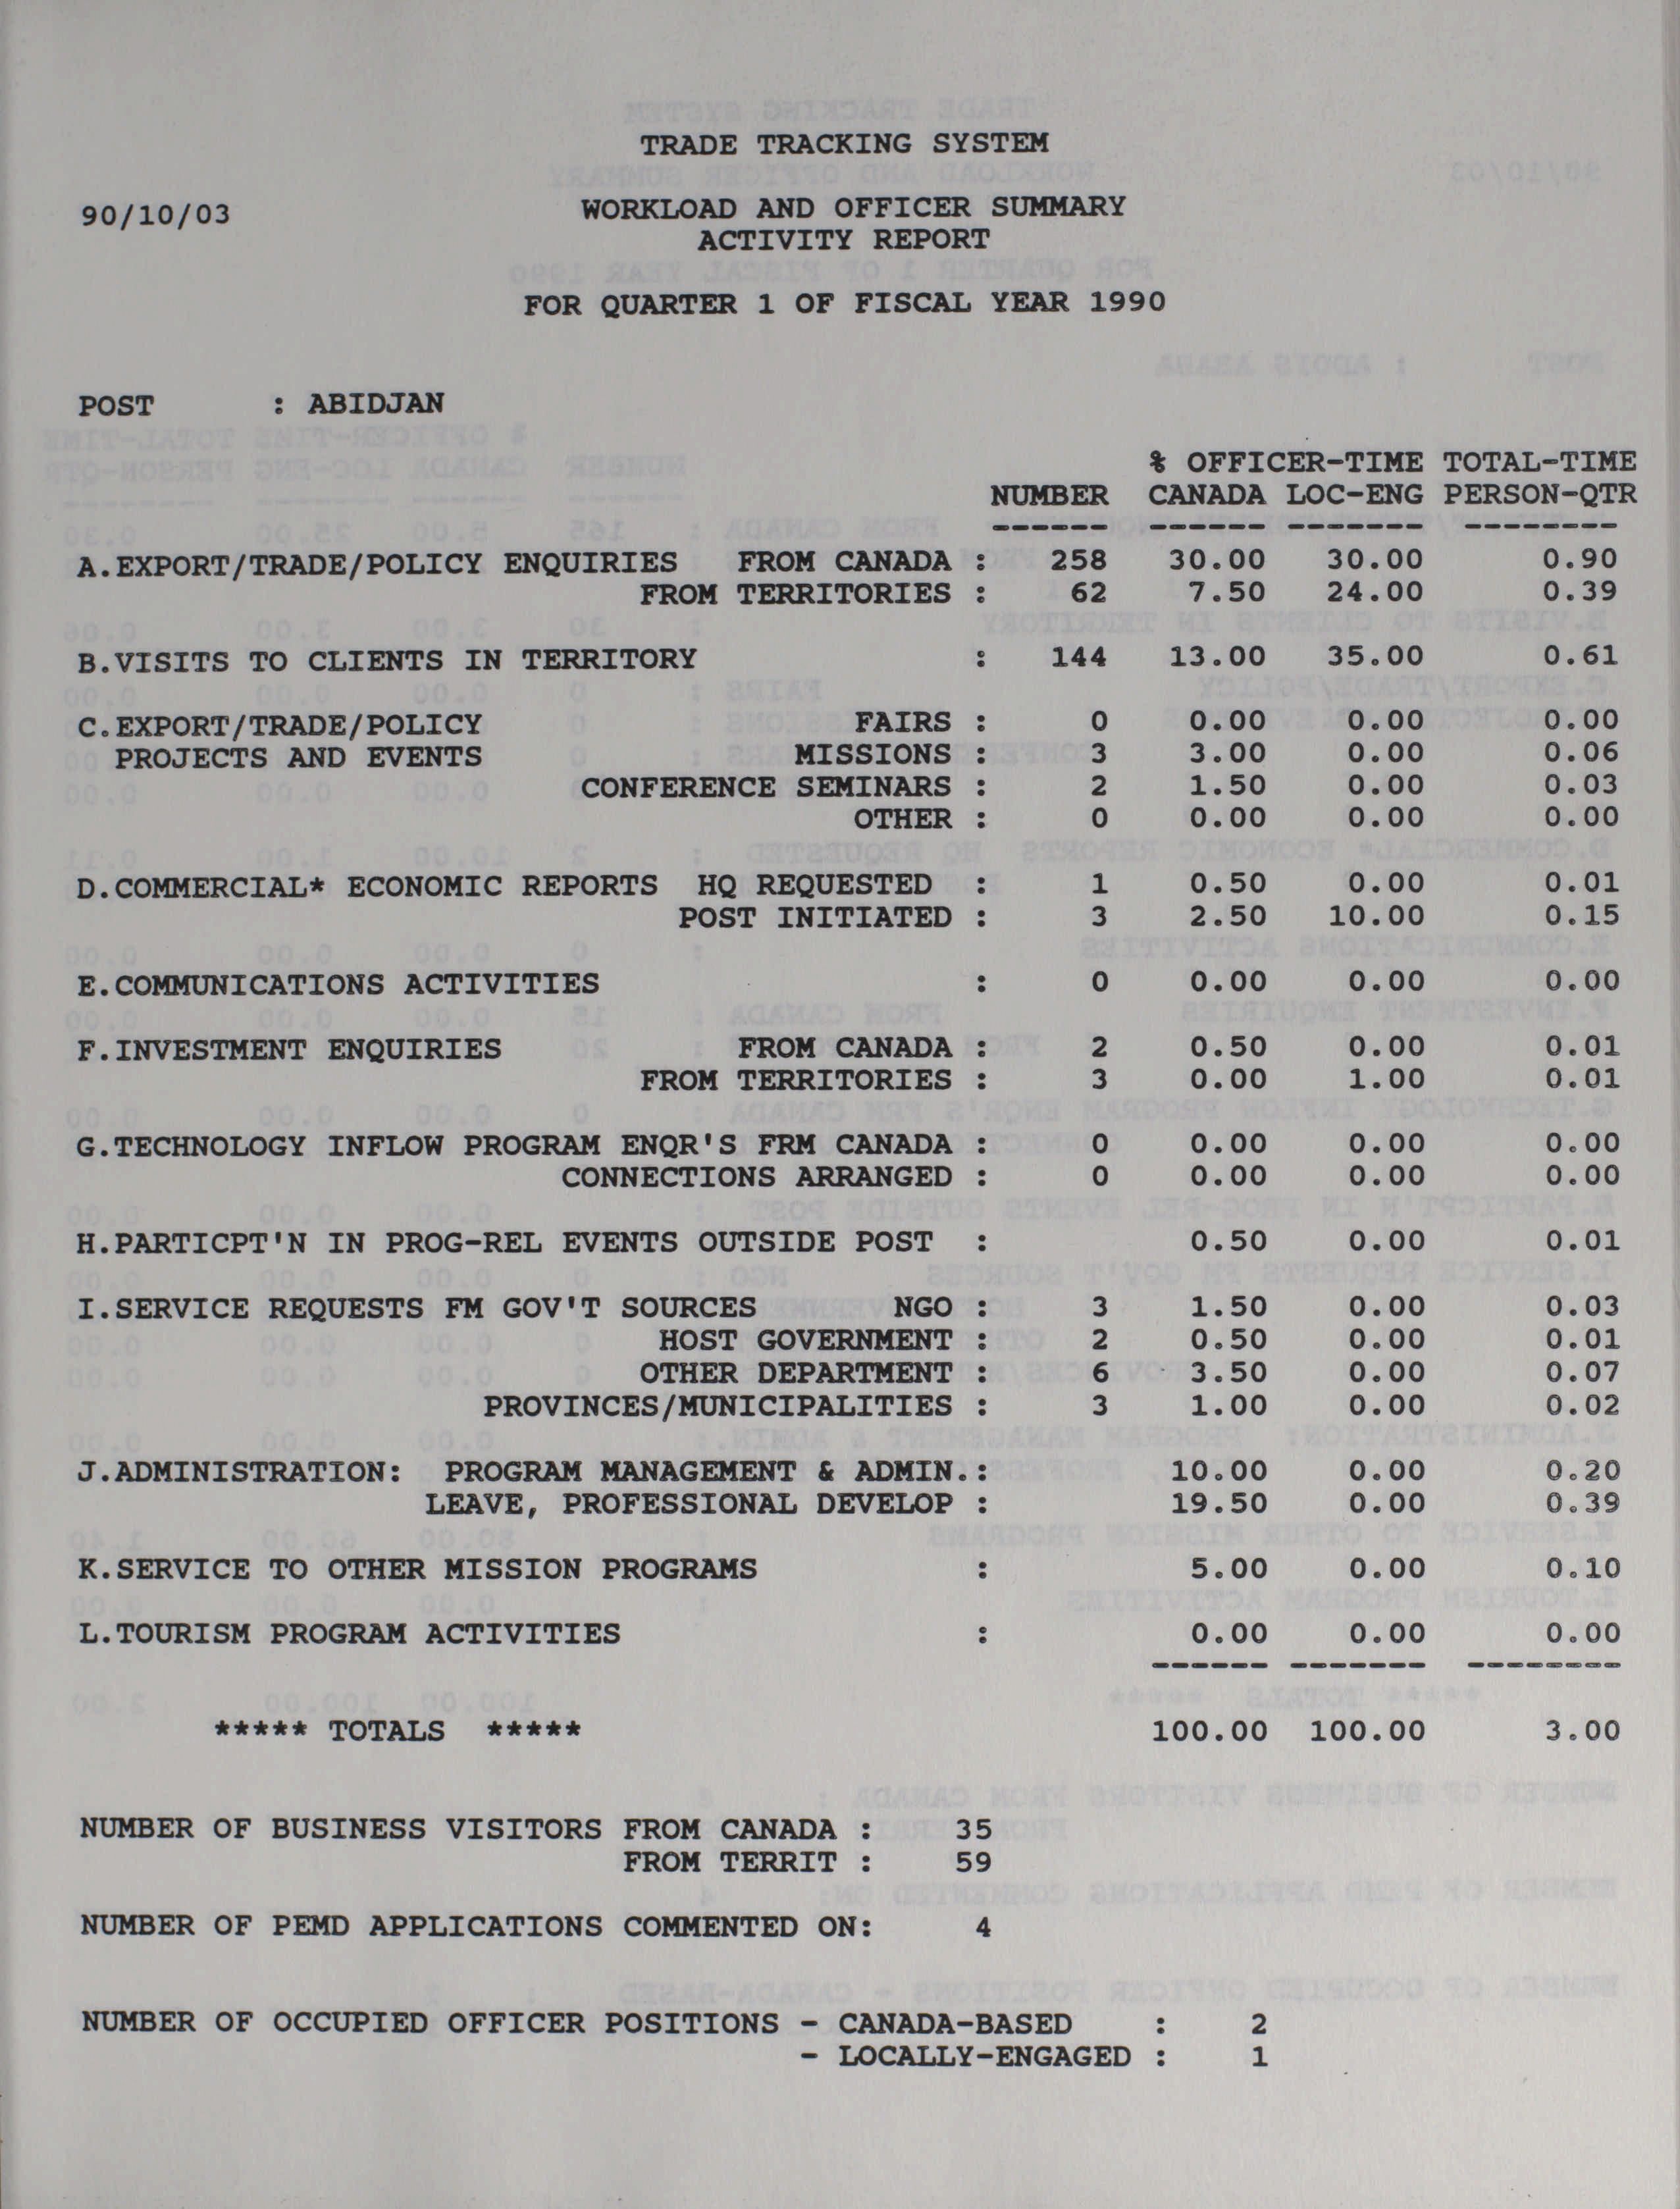 TRADE TRACKING SYSTEM
90/10/03 WORKLOAD AND OFFICER SUMMARY
ACTIVITY REPORT
FOR QUARTER 1 OF FISCAL YEAR 1990
POST : ABIDJAN
% OFFICER-TIME TOTAL-TIME
NUMBER CANADA LOC-ENG PERSON-QTR
------ ------ ------- --------
A.EXPORT/TRADE/POLICY ENQUIRIES FROM CANADA : 258 30.00 30.00 0.90
FROM TERRITORIES : 62 7.50 24.00 0.39
B.VISITS TO CLIENTS IN TERRITORY : 144 13.00 35.00 0.61
C.EXPORT/TRADE/POLICY FAIRS : 0 0.00 0.00 0.00
PROJECTS AND EVENTS MISSIONS : 3 3.00 0.00 0.06
CONFERENCE SEMINARS : 2 1.50 0.00 0.03
OTHER : 0 0.00 0.00 0.00
D.COMMERCIAL* ECONOMIC REPORTS HQ REQUESTED : 1 0.50 0.00 0.01
POST INITIATED : 3 2.50 10.00 0.15
E.COMMUNICATIONS ACTIVITIES : 0 0.00 0.00 0.00
F.INVESTMENT ENQUIRIES FROM CANADA : 2 0.50 0.00 0.01
FROM TERRITORIES : 3 0.00 1.00 0.01
G.TECHNOLOGY INFLOW PROGRAM ENQR'S FRM CANADA : 0 0.00 0.00 0.00
CONNECTIONS ARRANGED : 0 0.00 0.00 0.00
H.PARTICPT'N IN PROG-REL EVENTS OUTSIDE POST : 0.50 0.00 0.01
I.SERVICE REQUESTS FM GOV'T SOURCES NGO : 3 1.50 0.00 0.03
HOST GOVERNMENT : 2 0.50 0.00 0.01
OTHER DEPARTMENT : 6 3.50 0.00 0.07
PROVINCES/MUNICIPALITIES : 3 1.00 0.00 0.02
J.ADMINISTRATION: PROGRAM MANAGEMENT & ADMIN.: 10.00 0.00 0.20
LEAVE, PROFESSIONAL DEVELOP : 19.50 0.00 0.39
K.SERVICE TO OTHER MISSION PROGRAMS : 5.00 0.00 0.10
L.TOURISM PROGRAM ACTIVITIES : 0.00 0.00 0.00
------ ------- --------
***** TOTALS ***** 100.00 100.00 3.00
NUMBER OF BUSINESS VISITORS FROM CANADA : 35
FROM TERRIT : 59
NUMBER OF PEMD APPLICATIONS COMMENTED ON: 4
NUMBER OF OCCUPIED OFFICER POSITIONS - CANADA-BASED : 2
- LOCALLY-ENGAGED : 1